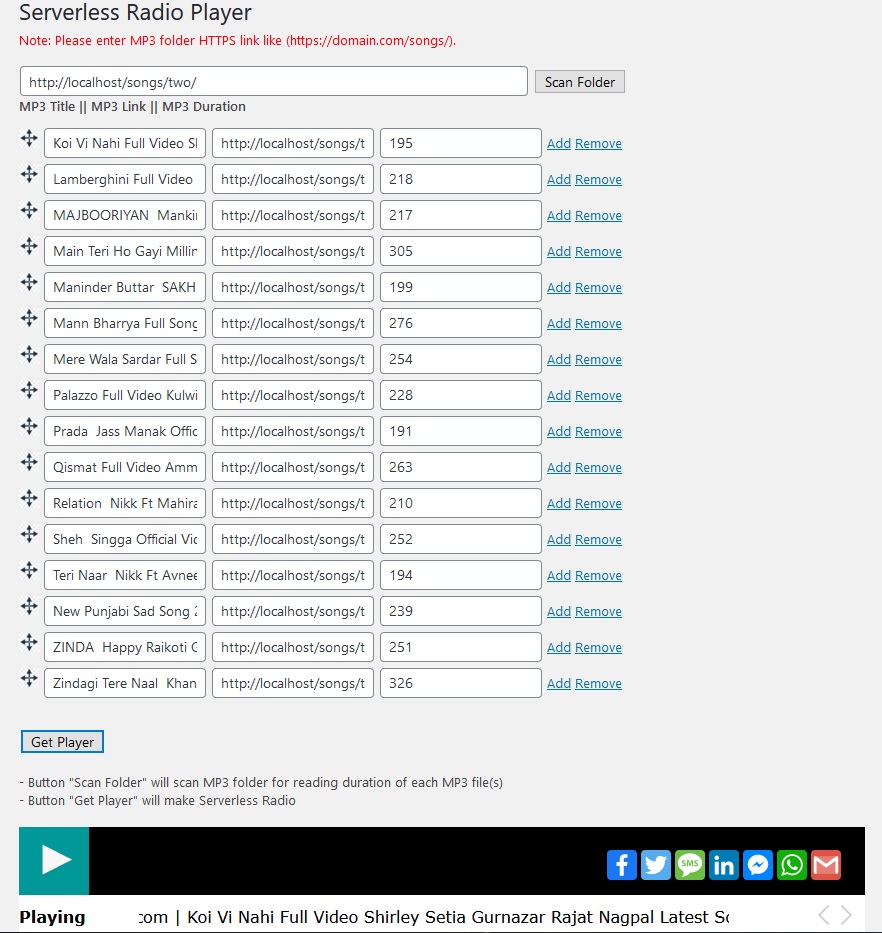 Serverless Radio Player
Note: Please enter MP3 folder HTTPS link like (https://domain.com/songs/).
http://localhost/songs/two/ Scan Folder
MP3 Title || MP3 Link || MP3 Duration
Koi Vi Nahi Full Video Sl http://localhost/songs/t 195 Add Remove
Lamberghini Full Video http://localhost/songs/t 218 Add Remove
MAJBOORIYAN Mankir http://localhost/songs/t 217 Add Remove
Main Teri Ho Gayi Millin http://localhost/songs/t 305 Add Remove
Maninder Buttar SAKH http://localhost/songs/t 199 Add Remove
Mann Bharrya Full Song http://localhost/songs/t 276 Add Remove
Mere Wala Sardar Full S http://localhost/songs/t 254 Add Remove
Palazzo Full Video Kulwi http://localhost/songs/t 228 Add Remove
Prada Jass Manak Offic http://localhost/songs/t 191 Add Remove
Qismat Full Video Amm http://localhost/songs/t 263 Add Remove
Relation Nikk Ft Mahira http://localhost/songs/t 210 Add Remove
Sheh Singga Official Vic http://localhost/songs/t 252 Add Remove
Teri Naar Nikk Ft Avnee http://localhost/songs/t 194 Add Remove
New Punjabi Sad Song 2 http://localhost/songs/t 239 Add Remove
ZINDA Happy Raikoti G http://localhost/songs/t 251 Add Remove
Zindagi Tere Naal Khan http://localhost/songs/t 326 Add Remove
Get Player
- Button "Scan Folder" will scan MP3 folder for reading duration of each MP3 file(s)
- Button "Get Player" will make Serverless Radio
SMS
Playing com | Koi Vi Nahi Full Video Shirley Setia Gurnazar Rajat Nagpal Latest Sc